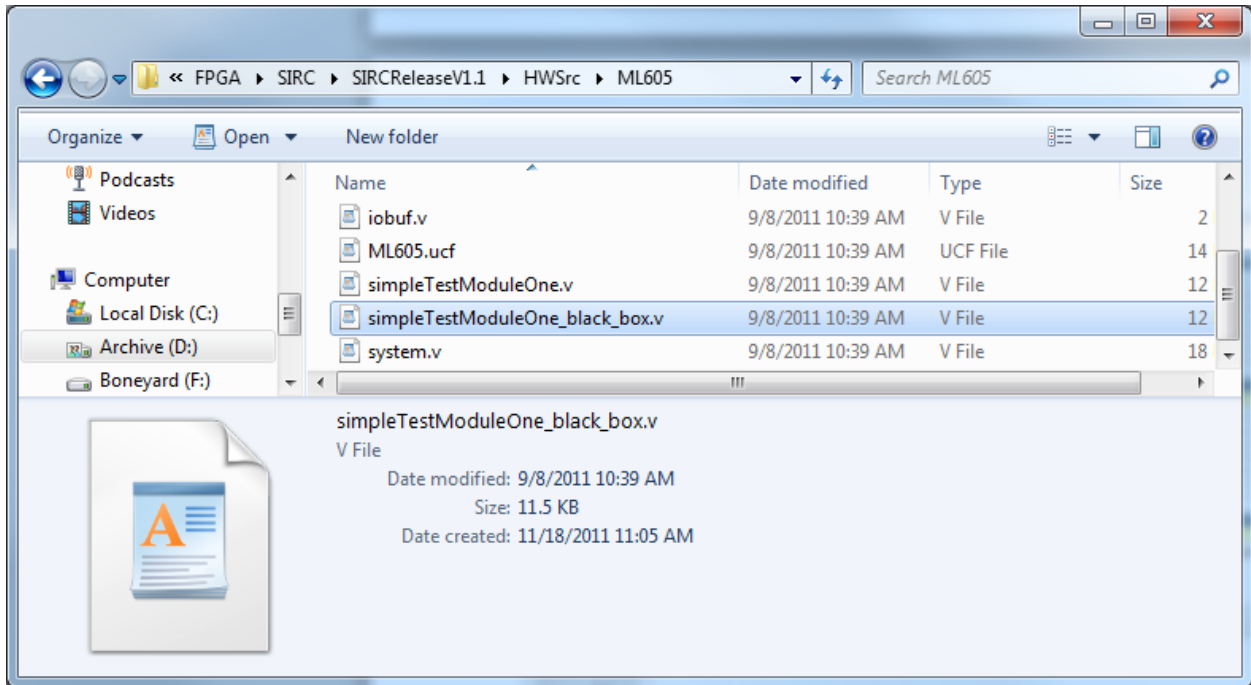 « FPGA ▸ SIRC ▸ SIRCReleaseV1.1 ▸ HWSrc ▸ ML605
Search ML605
Organize Open New folder
Podcasts
Videos
Computer
Local Disk (C:)
Archive (D:)
Boneyard (F:)
Name Date modified Type Size
iobuf.v 9/8/2011 10:39 AM V File 2
ML605.ucf 9/8/2011 10:39 AM UCF File 14
simpleTestModuleOne.v 9/8/2011 10:39 AM V File 12
simpleTestModuleOne_black_box.v 9/8/2011 10:39 AM V File 12
system.v 9/8/2011 10:39 AM V File 18
A
simpleTestModuleOne_black_box.v
V File
Date modified: 9/8/2011 10:39 AM
Size: 11.5 KB
Date created: 11/18/2011 11:05 AM